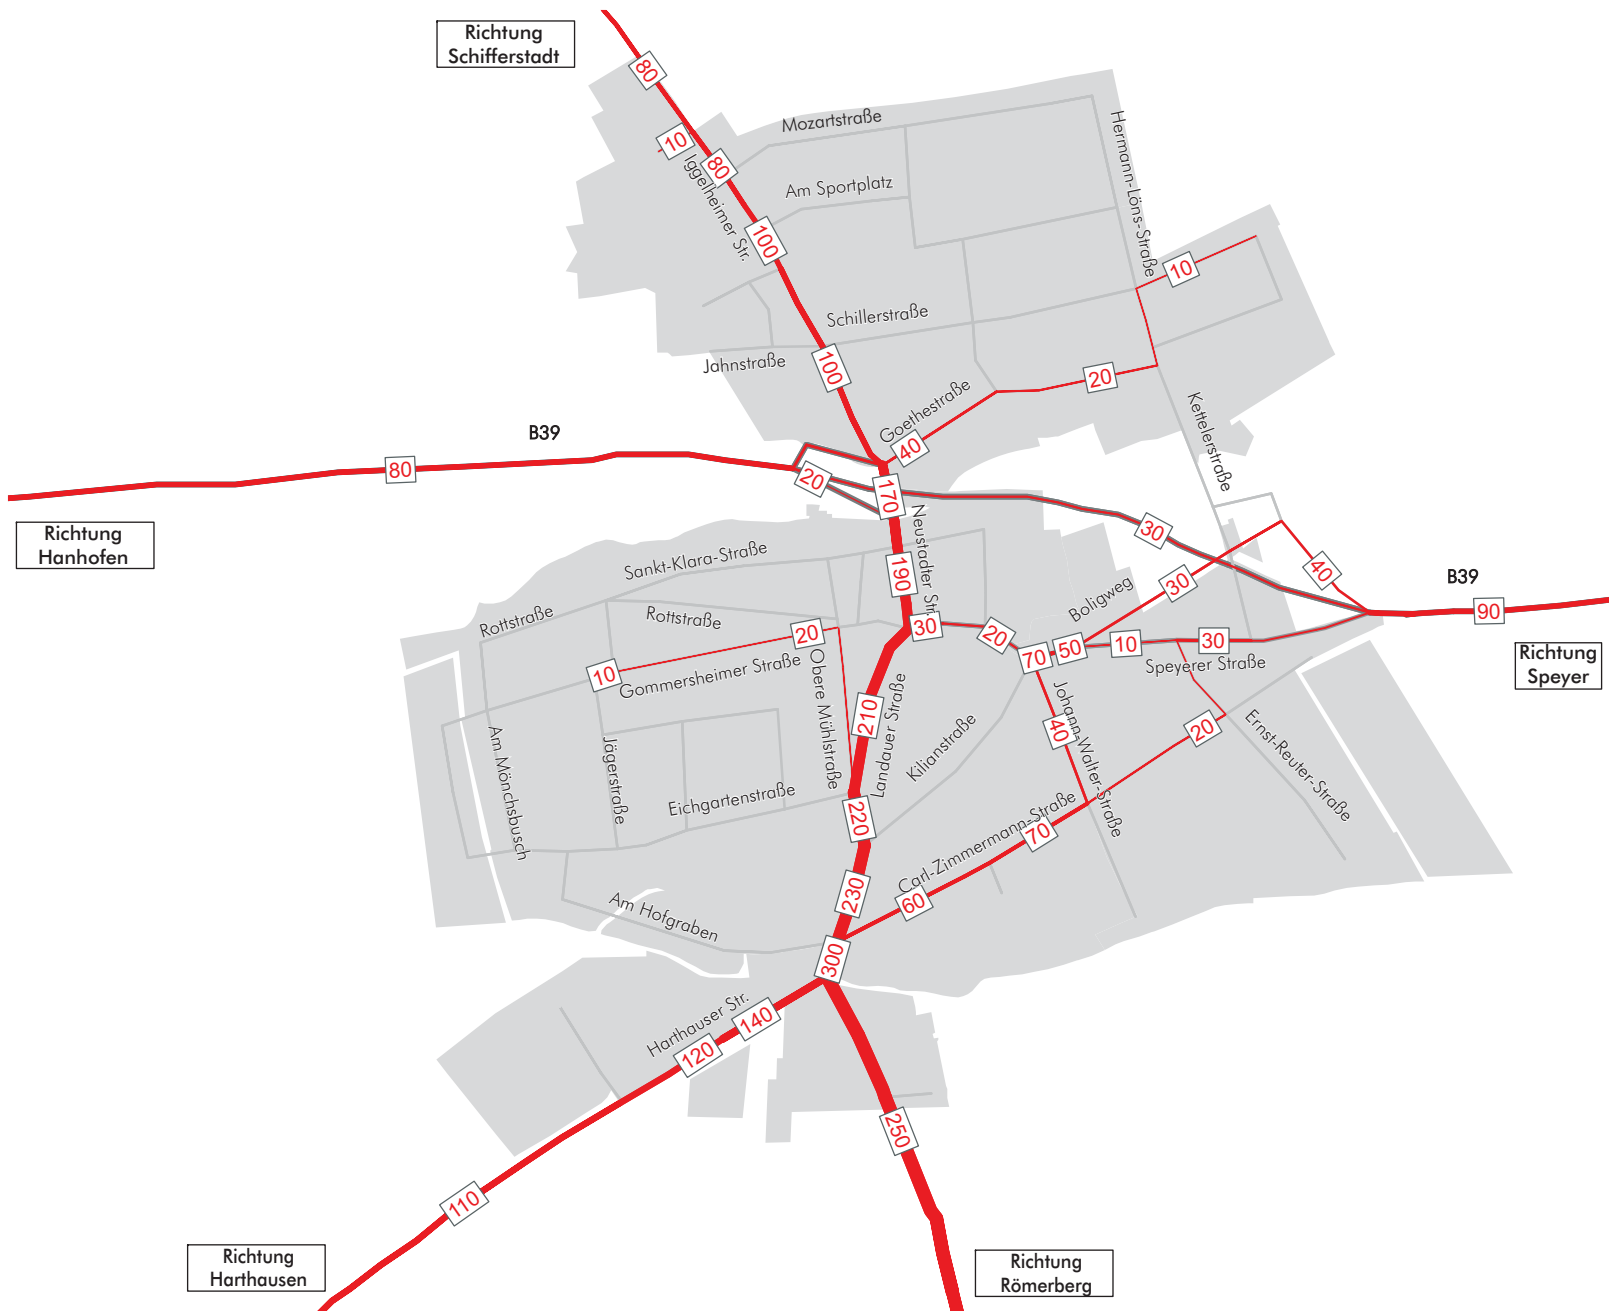 Richtung
Schifferstadt
80
10
80
Iggelheimer Str.
Mozartstraße
Hermann-Löns-Straße
Am Sportplatz
100
10
Schillerstraße
100
Jahnstraße
20
Goethestraße
40
Kettelerstraße
B39
80
20
170
30
Richtung
Hanhofen
Neustadter Str.
Sankt-Klara-Straße
190
40
B39
90
Boligweg
30
Rottstraße
Rottstraße
20
30
20
70
50
10
30
Speyerer Straße
Richtung
Speyer
10
Gommersheimer Straße
Obere Mühlstraße
210
Landauer Straße
Kilianstraße
Johann-Walter-Straße
40
20
Ernst-Reuter-Straße
Am Mönchsbusch
Jägerstraße
Eichgartenstraße
220
Carl-Zimmermann-Straße
70
230
60
Am Hofgraben
300
Harthauser Str.
140
120
250
110
Richtung
Harthausen
Richtung
Römerberg